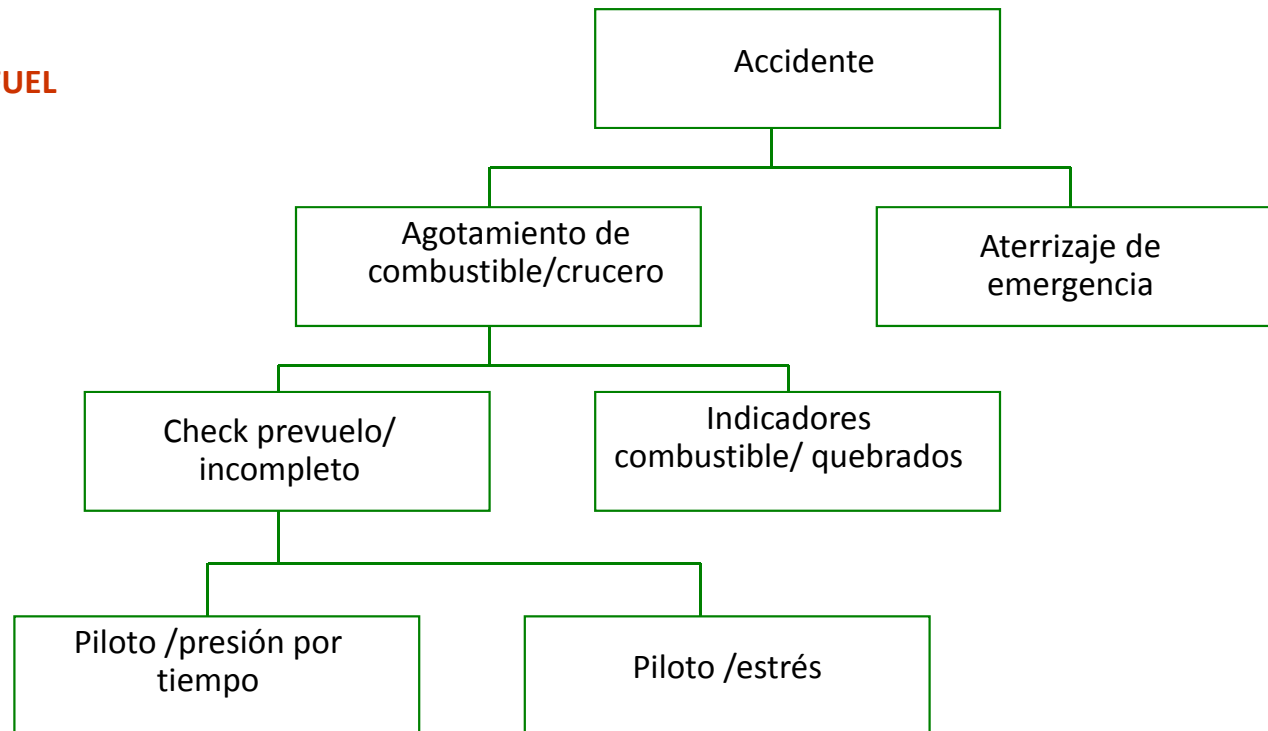 FUEL
Accidente
Agotamiento de
combustible/crucero
Aterrizaje de
emergencia
Check prevuelo/
incompleto
Indicadores
combustible/ quebrados
Piloto /presión por
tiempo
Piloto /estrés